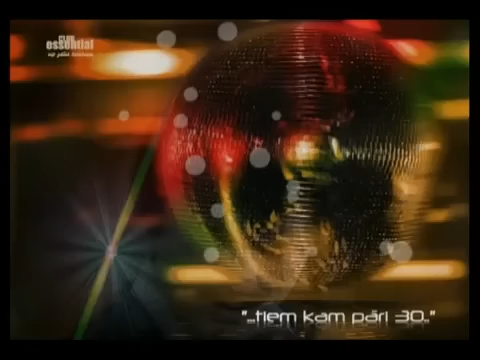 CLUB
essential
"...tiem kam pāri 30.."